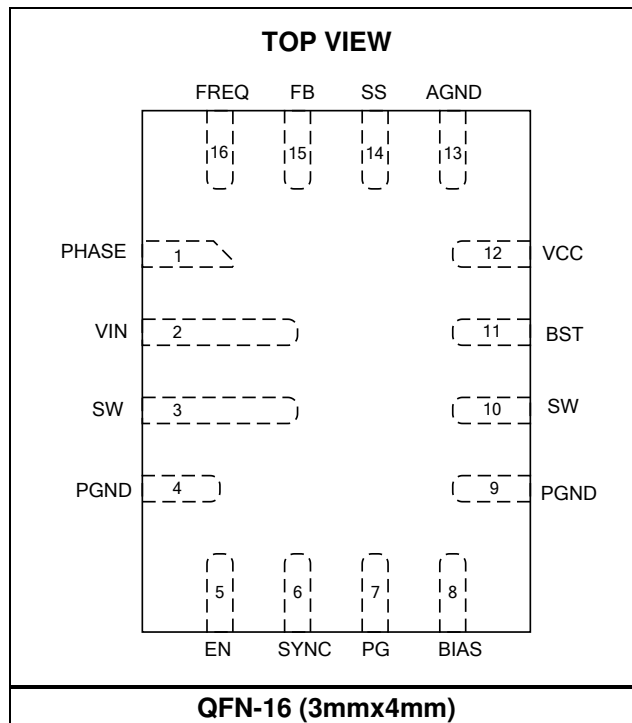 TOP VIEW
FREQ FB SS AGND
16 15 14 13
PHASE 1 12 VCC
VIN 2 11 BST
SW 3 10 SW
PGND 4 9 PGND
5 6 7 8
EN SYNC PG BIAS
QFN-16 (3mmx4mm)